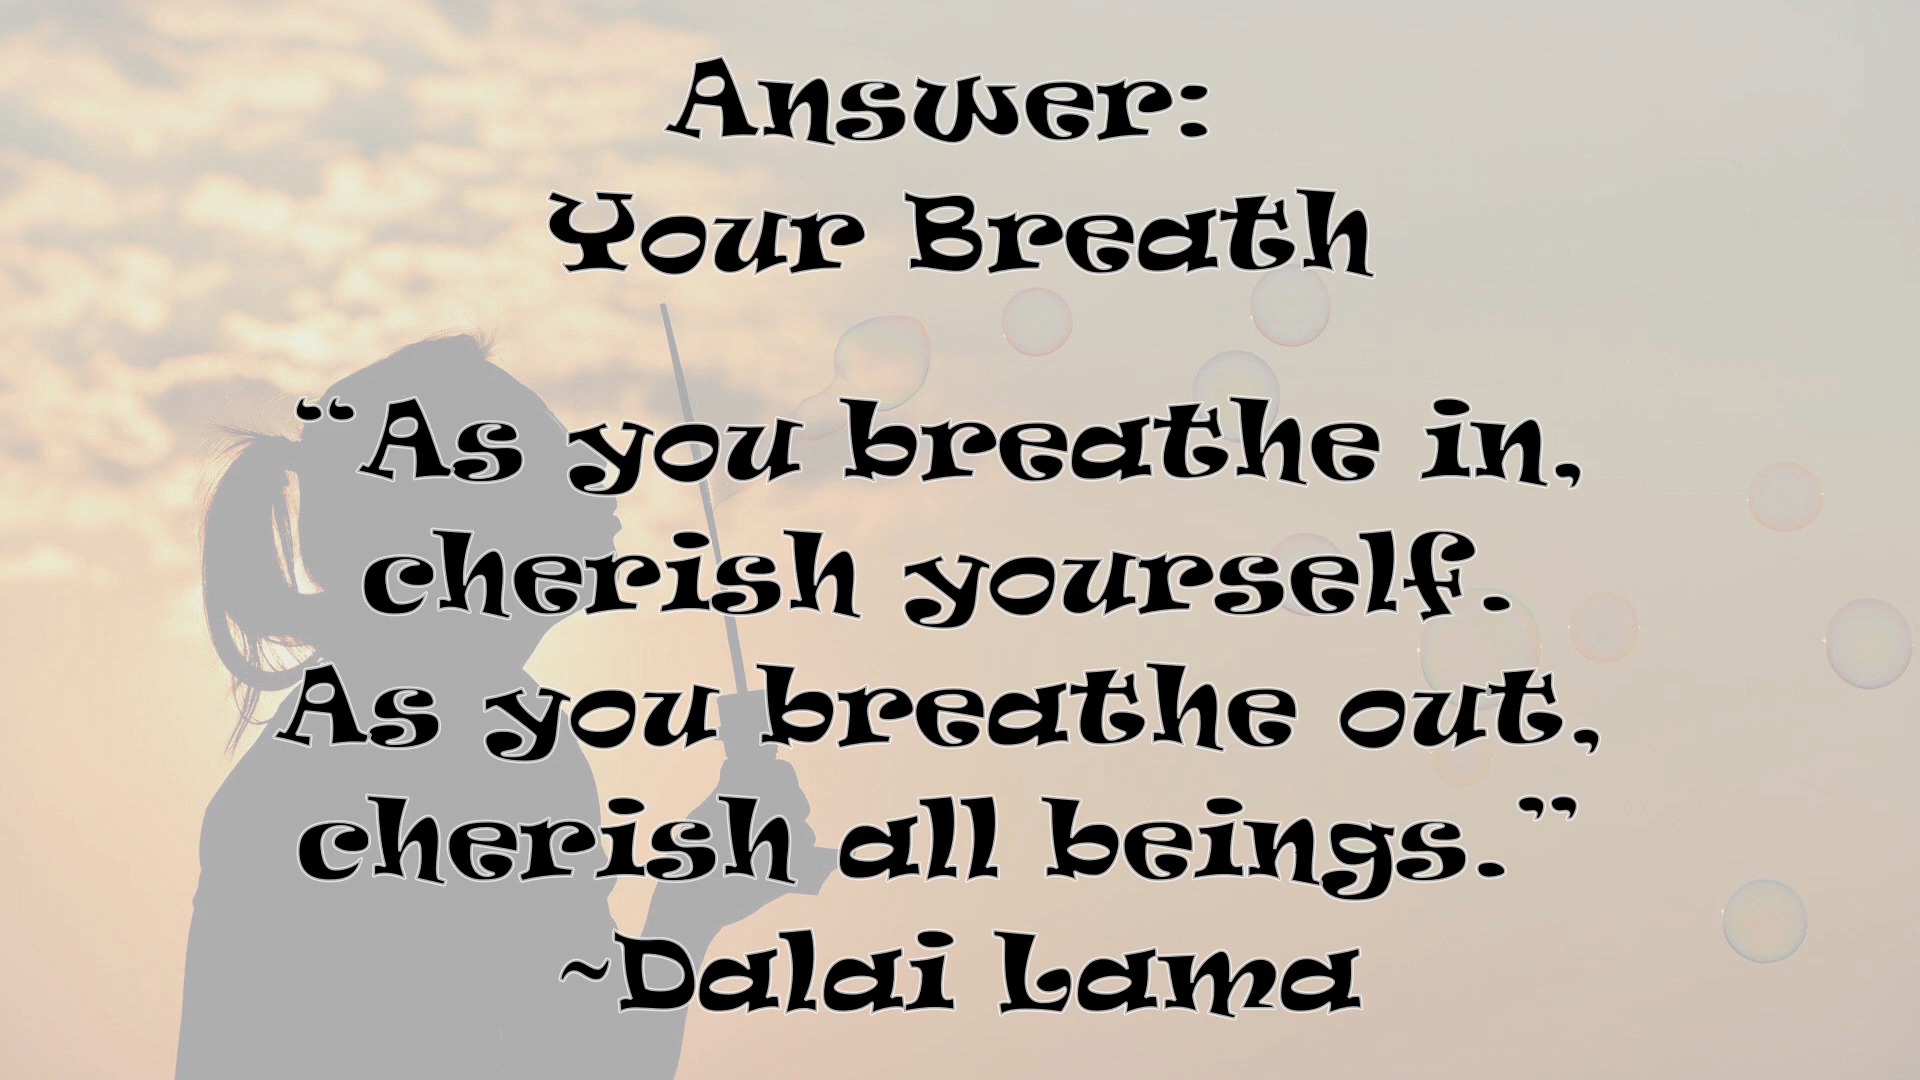 Answer:
Your Breath
“As you breathe in,
cherish yourself.
As you breathe out,
cherish all beings.”
~Dalai Lama